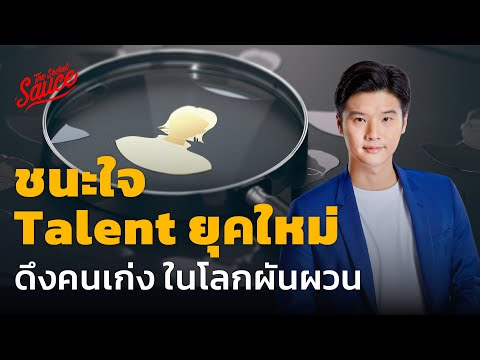 The Secret
Sauce
ชนะใจ
Talent ยุคใหม่
ดึงคนเก่ง ในโลกผันผวน